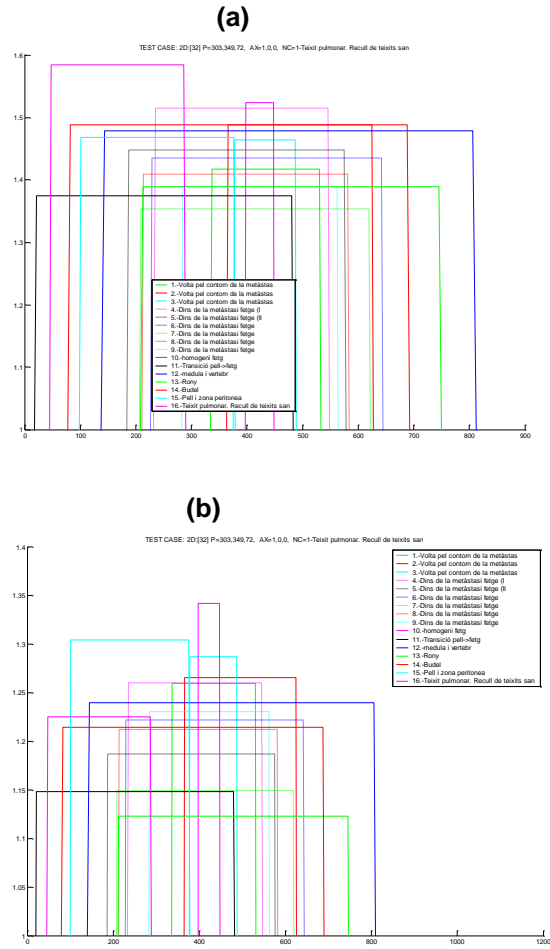 (a)
TEST CASE: 2D:[32] P=303,349,72, AX=1,0,0, NC=1-Teixit pulmonar. Recull de teixits san
1.6
1.5
1.4
1.3
1.2
1.1
1
1.-Volta pel contorn de la metàstas
2.-Volta pel contorn de la metàstas
3.-Volta pel contorn de la metàstas
4.-Dins de la metàstasi fetge (I
5.-Dins de la metàstasi fetge (II
6.-Dins de la metàstasi fetge
7.-Dins de la metàstasi fetge
8.-Dins de la metàstasi fetge
9.-Dins de la metàstasi fetge
10.-homogeni fetg
11.-Transició pell->fetg
12.-medula i vertebr
13.-Rony
14.-Budel
15.-Pell i zona peritonea
16.-Teixit pulmonar. Recull de teixits san
0 100 200 300 400 500 600 700 800 900
(b)
TEST CASE: 2D:[32] P=303,349,72, AX=1,0,0, NC=1-Teixit pulmonar. Recull de teixits san
1.4
1.35
1.3
1.25
1.2
1.15
1.1
1.05
1
1.-Volta pel contorn de la metàstas
2.-Volta pel contorn de la metàstas
3.-Volta pel contorn de la metàstas
4.-Dins de la metàstasi fetge (I
5.-Dins de la metàstasi fetge (II
6.-Dins de la metàstasi fetge
7.-Dins de la metàstasi fetge
8.-Dins de la metàstasi fetge
9.-Dins de la metàstasi fetge
10.-homogeni fetg
11.-Transició pell->fetg
12.-medula i vertebr
13.-Rony
14.-Budel
15.-Pell i zona peritonea
16.-Teixit pulmonar. Recull de teixits san
0 200 400 600 800 1000 1200